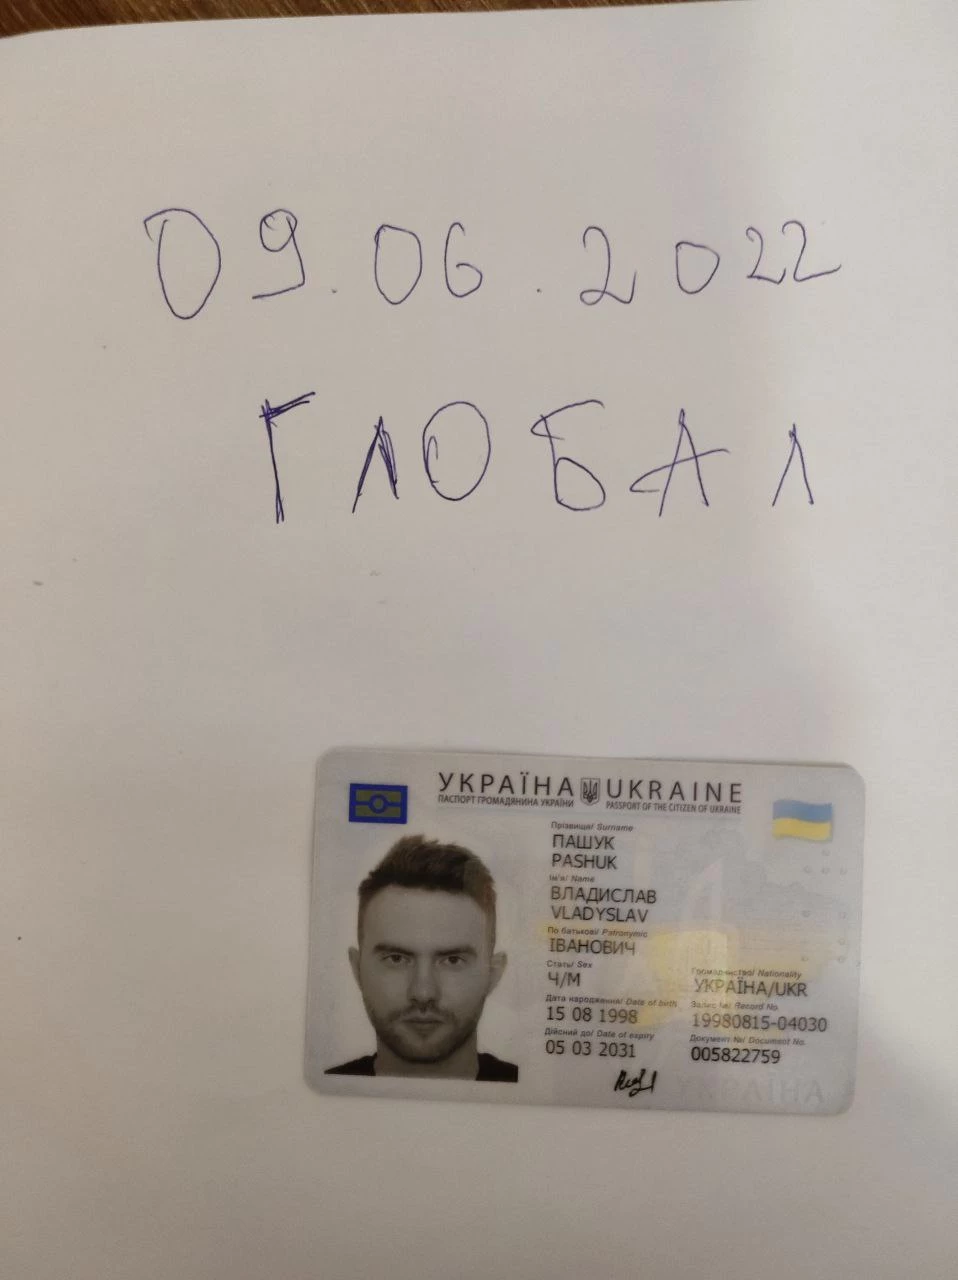 09.06.2022
ГЛОБАЛ
УКРАЇНА UKRAINE
ПАСПОРТ ГРОМАДЯНИНА УКРАЇНИ PASSPORT OF THE CITIZEN OF UKRAINE
Прізвище/ Surname
ПАШУК
PASHUK
Ім'я/ Name
ВЛАДИСЛАВ
VLADYSLAV
По батькові/ Patronymic
ІВАНОВИЧ
Стать/ Sex
Ч/M
Громадянство/ Nationality
УКРАЇНА/UKR
Дата народження/ Date of birth
15 08 1998
Запис №/ Record No.
19980815-04030
Дійсний до/ Date of expiry
05 03 2031
Документ №/ Document No.
005822759
УКРАЇНА